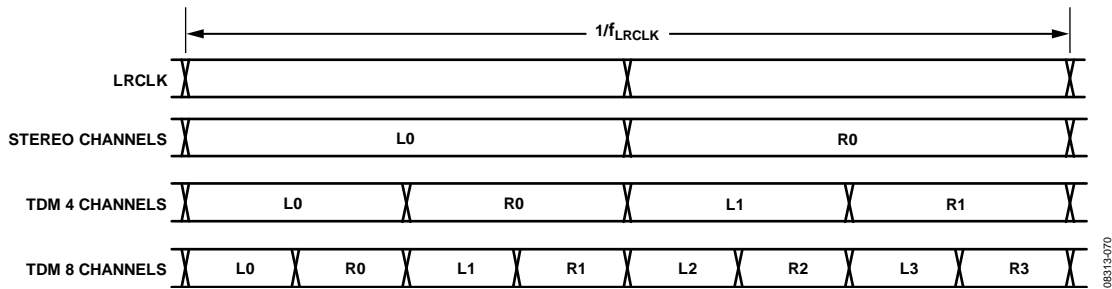 1/fLRCLK
LRCLK
STEREO CHANNELS L0 R0
TDM 4 CHANNELS L0 R0 L1 R1
TDM 8 CHANNELS L0 R0 L1 R1 L2 R2 L3 R3
08313-070